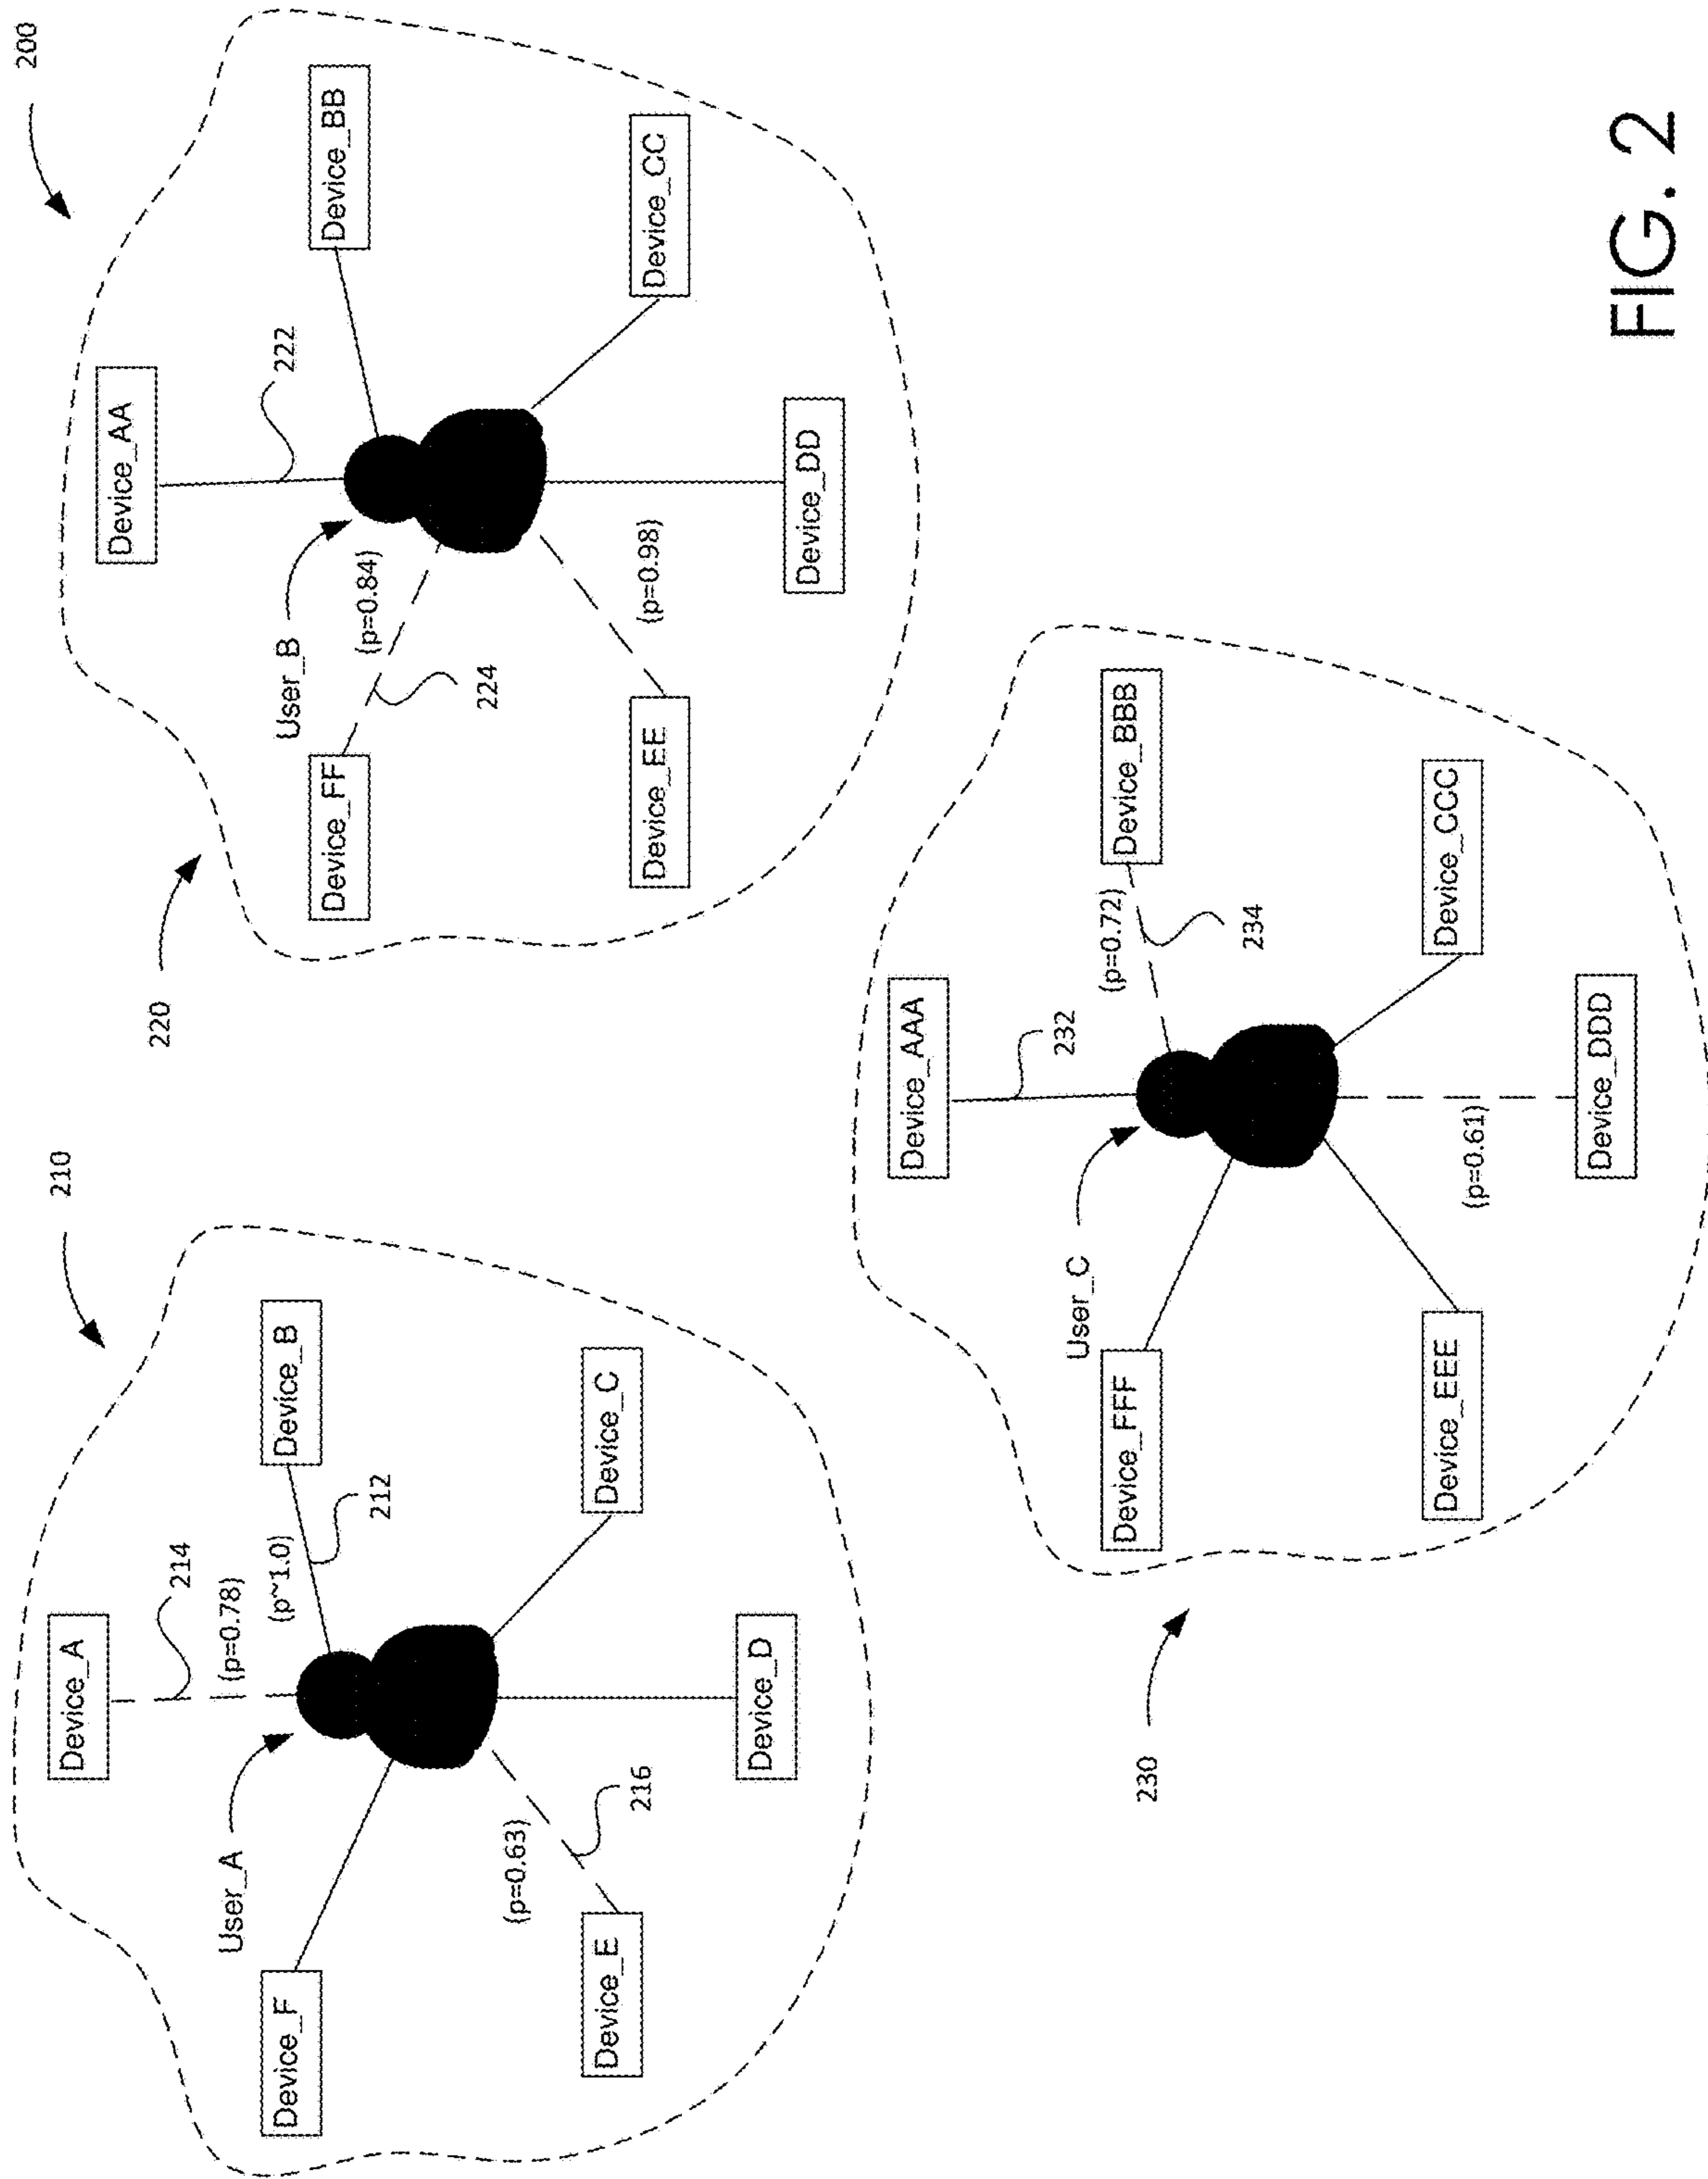 200
210
Device_A
214
(p=0.78)
(p~1.0)
Device_B
212
User_A
Device_F
Device_C
(p=0.63)
216
Device_E
Device_D
220
Device_AA
222
Device_BB
User_B
(p=0.84)
224
Device_FF
Device_CC
(p=0.98)
Device_EE
Device_DD
230
Device_AAA
232
(p=0.72)
Device_BBB
234
User_C
Device_FFF
Device_CCC
(p=0.61)
Device_EEE
Device_DDD
FIG. 2